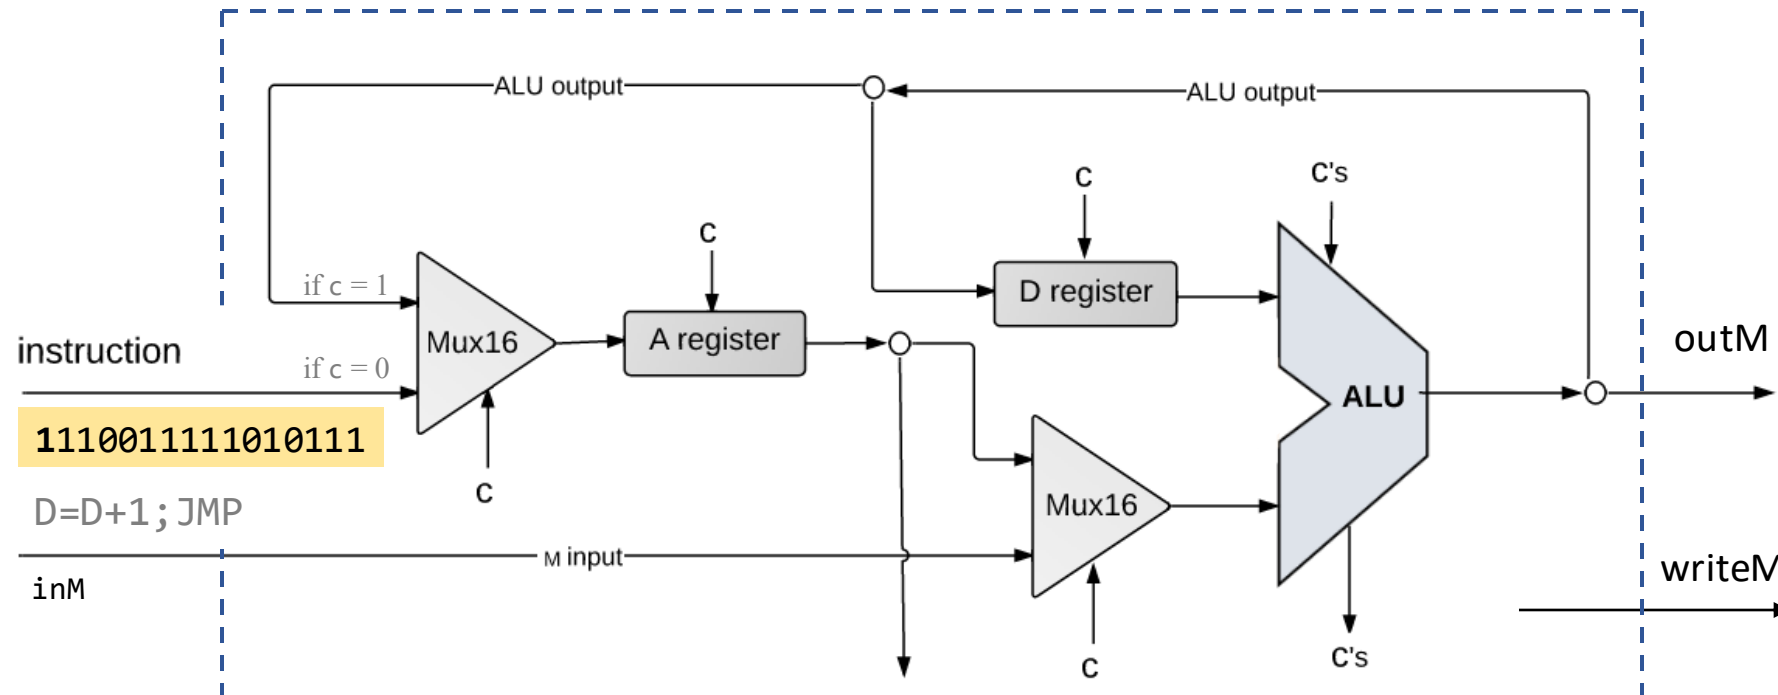 ALU output
ALU output
c's
c
c
if c = 1
D register
Mux16
A register
instruction
if c = 0
outM
ALU
1110011111010111
c
Mux16
D=D+1;JMP
M input
writeM
inM
c
c's